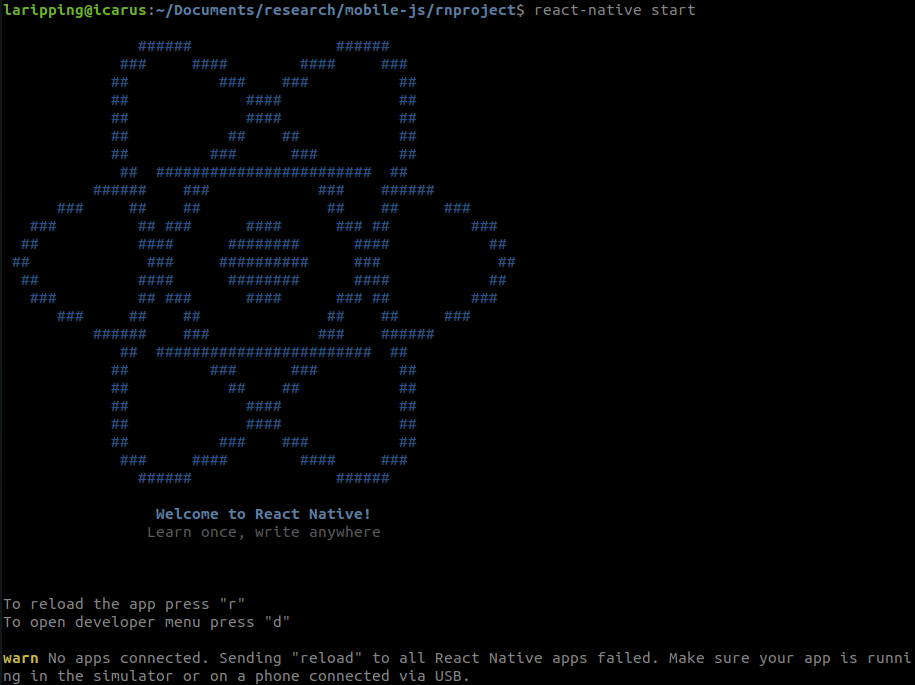 laripping@icarus:~/Documents/research/mobile-js/rnproject$ react-native start
               ######                ######
             ###     ####        ####     ###
            ##          ###    ###          ##
            ##             ####             ##
            ##             ####             ##
            ##           ##    ##           ##
            ##         ###      ###         ##
             ##  ########################  ##
          ######    ###            ###    ######
      ###     ##    ##              ##    ##     ###
   ###         ## ###      ####      ### ##         ###
  ##           ####      ########      ####           ##
 ##             ###     ##########     ###             ##
  ##           ####      ########      ####           ##
   ###         ## ###      ####      ### ##         ###
      ###     ##    ##              ##    ##     ###
          ######    ###            ###    ######
             ##  ########################  ##
            ##         ###      ###         ##
            ##           ##    ##           ##
            ##             ####             ##
            ##             ####             ##
            ##          ###    ###          ##
             ###     ####        ####     ###
               ######                ######
Welcome to React Native!
Learn once, write anywhere
To reload the app press "r"
To open developer menu press "d"
warn No apps connected. Sending "reload" to all React Native apps failed. Make sure your app is runni
ng in the simulator or on a phone connected via USB.